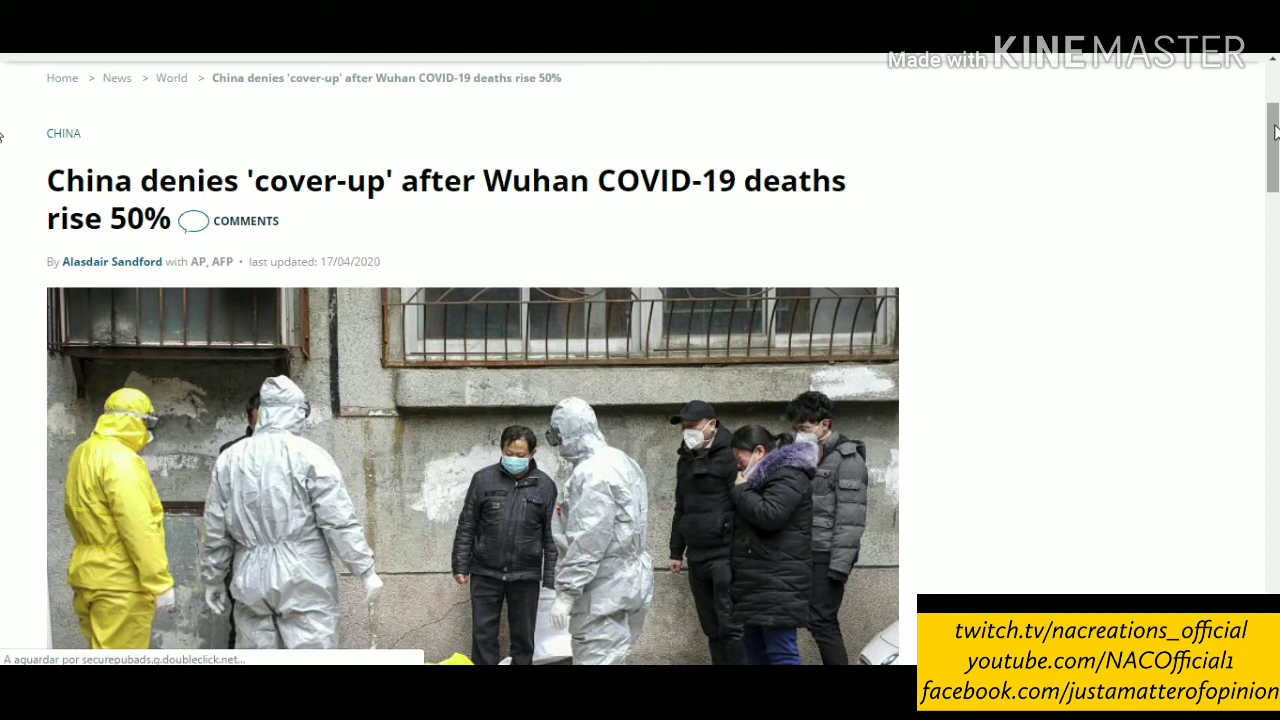 Made with KINEMASTER
Home > News > World > China denies 'cover-up' after Wuhan COVID-19 deaths rise 50%
CHINA
China denies 'cover-up' after Wuhan COVID-19 deaths
rise 50% COMMENTS
By Alasdair Sandford with AP, AFP • last updated: 17/04/2020
A aguardar por securepubads.g.doubleclick.net...
twitch.tv/nacreations_official
youtube.com/NACOfficial1
facebook.com/justamatterofopinion